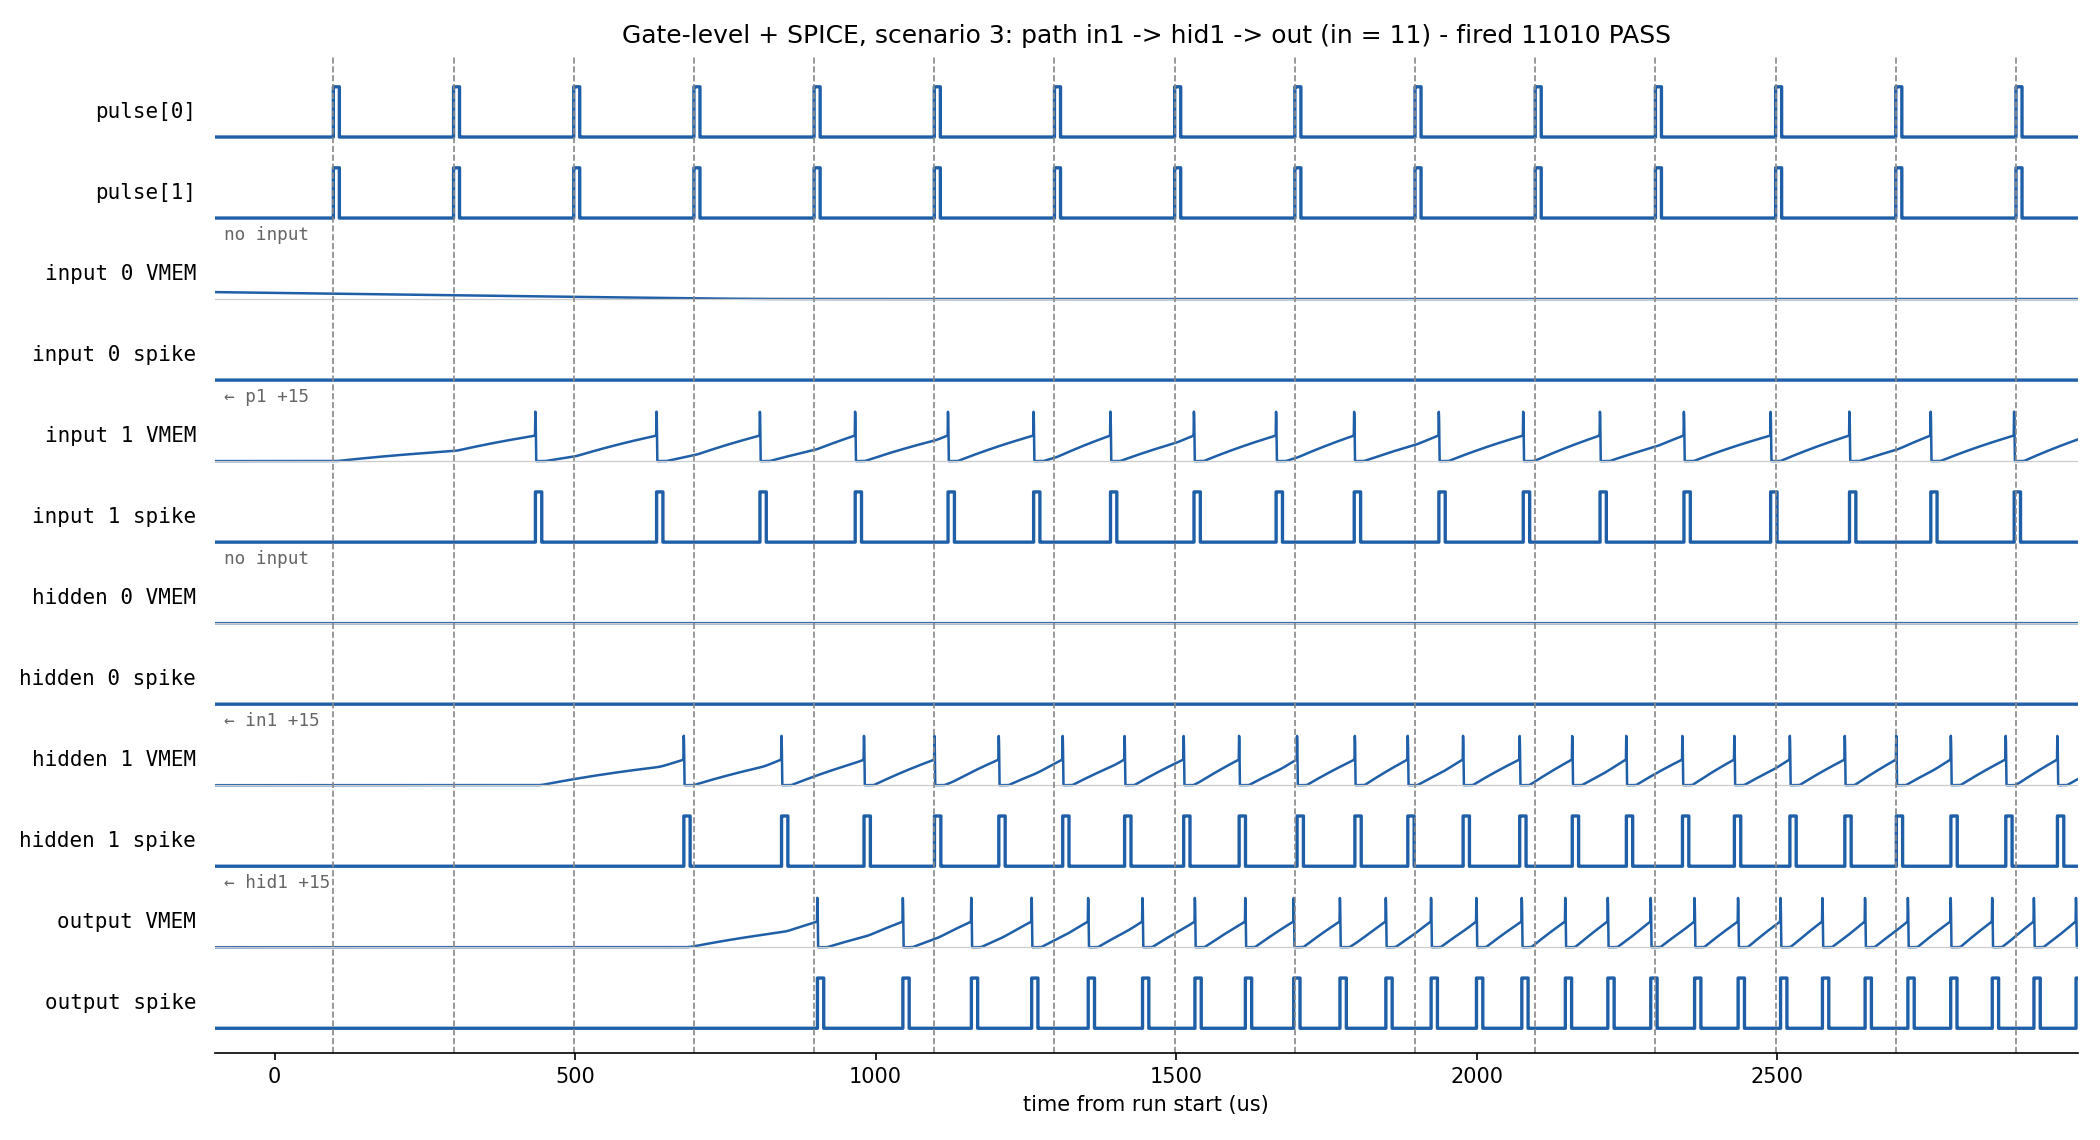 Gate-level + SPICE, scenario 3: path in1 -> hid1 -> out (in = 11) - fired 11010 PASS
pulse[0]
pulse[1]
no input
input 0 VMEM
input 0 spike
← p1 +15
input 1 VMEM
input 1 spike
no input
hidden 0 VMEM
hidden 0 spike
← in1 +15
hidden 1 VMEM
hidden 1 spike
← hid1 +15
output VMEM
output spike
0 500 1000 1500 2000 2500
time from run start (us)